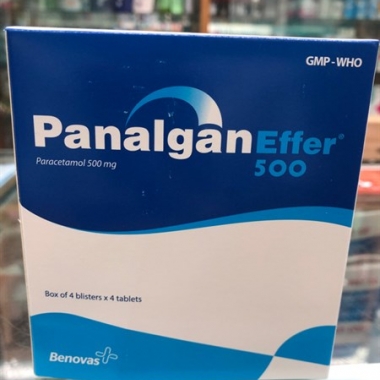 GMP - WHO
Panalgan Effer®
Paracetamol 500 mg
500
Box of 4 blisters x 4 tablets
Benovas